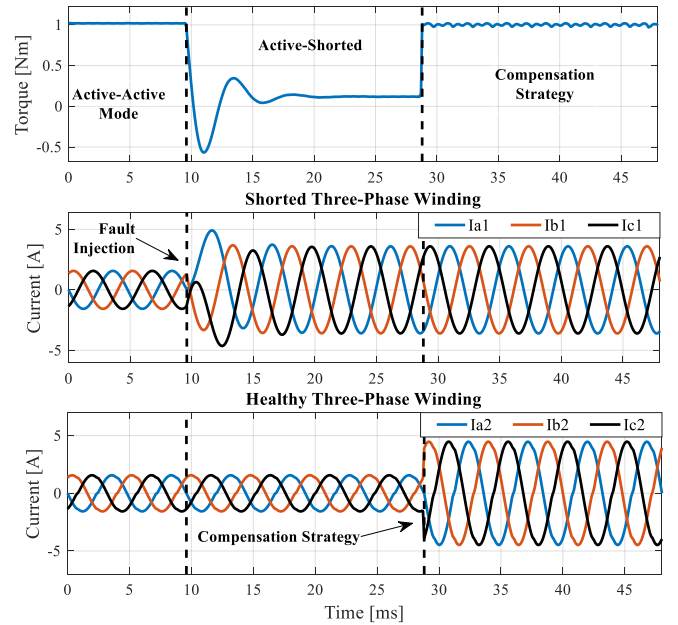 1
0.5
0
-0.5
Torque [Nm]
Active-Active
Mode
Active-Shorted
Compensation
Strategy
0 5 10 15 20 25 30 35 40 45
Shorted Three-Phase Winding
5
0
-5
Current [A]
Fault
Injection
Ia1 Ib1 Ic1
0 5 10 15 20 25 30 35 40 45
Healthy Three-Phase Winding
5
0
-5
Current [A]
Ia2 Ib2 Ic2
Compensation Strategy
0 5 10 15 20 25 30 35 40 45
Time [ms]